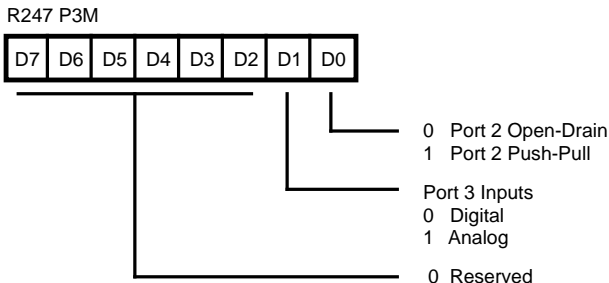 R247 P3M
D7 D6 D5 D4 D3 D2 D1 D0
0 Port 2 Open-Drain
1 Port 2 Push-Pull
Port 3 Inputs
0 Digital
1 Analog
0 Reserved